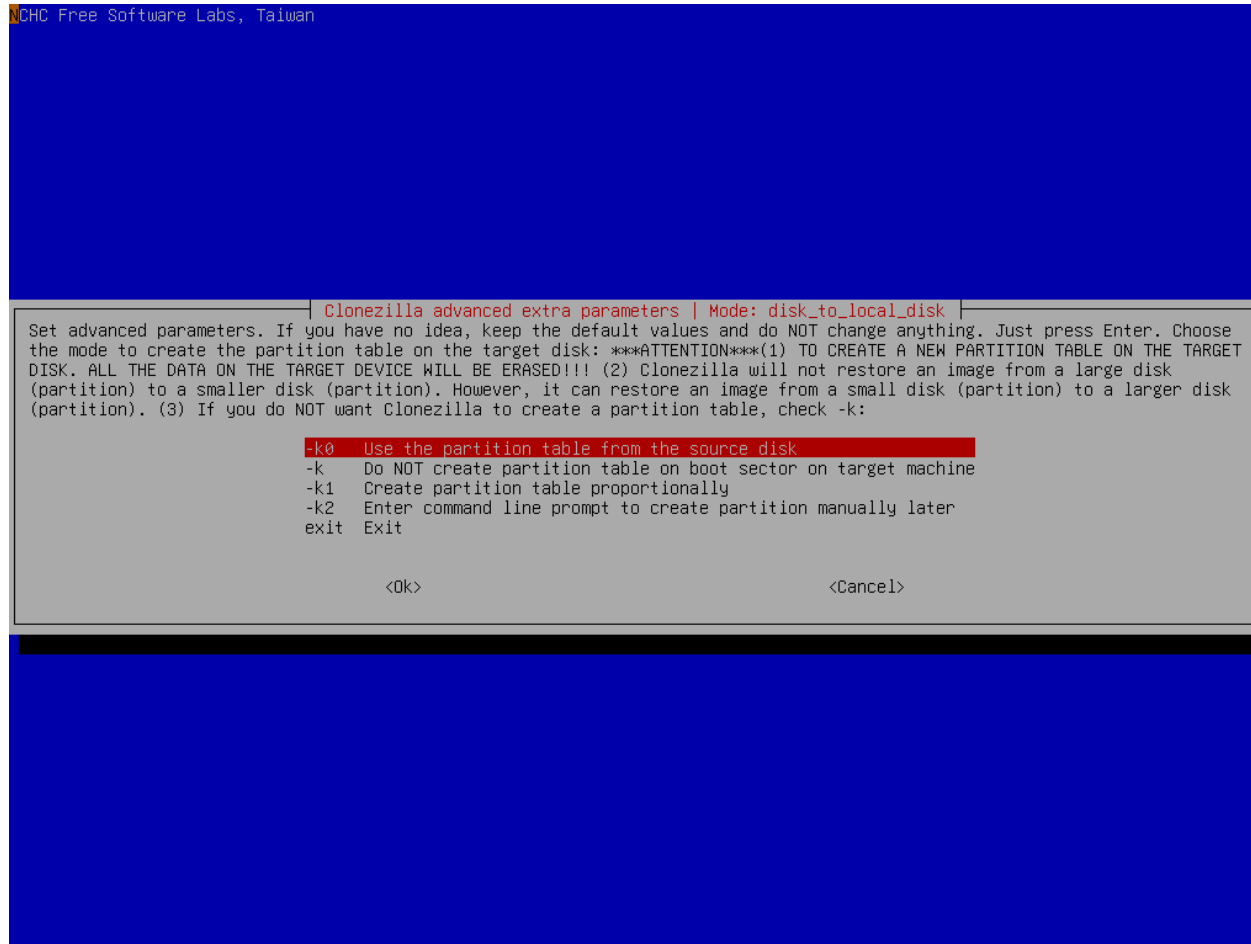 NCHC Free Software Labs, Taiwan
Clonezilla advanced extra parameters | Mode: disk_to_local_disk
Set advanced parameters. If you have no idea, keep the default values and do NOT change anything. Just press Enter. Choose
the mode to create the partition table on the target disk: ***ATTENTION***(1) TO CREATE A NEW PARTITION TABLE ON THE TARGET
DISK. ALL THE DATA ON THE TARGET DEVICE WILL BE ERASED!!! (2) Clonezilla will not restore an image from a large disk
(partition) to a smaller disk (partition). However, it can restore an image from a small disk (partition) to a larger disk
(partition). (3) If you do NOT want Clonezilla to create a partition table, check -k:
-k0 Use the partition table from the source disk
-k Do NOT create partition table on boot sector on target machine
-k1 Create partition table proportionally
-k2 Enter command line prompt to create partition manually later
exit Exit
<Ok> <Cancel>